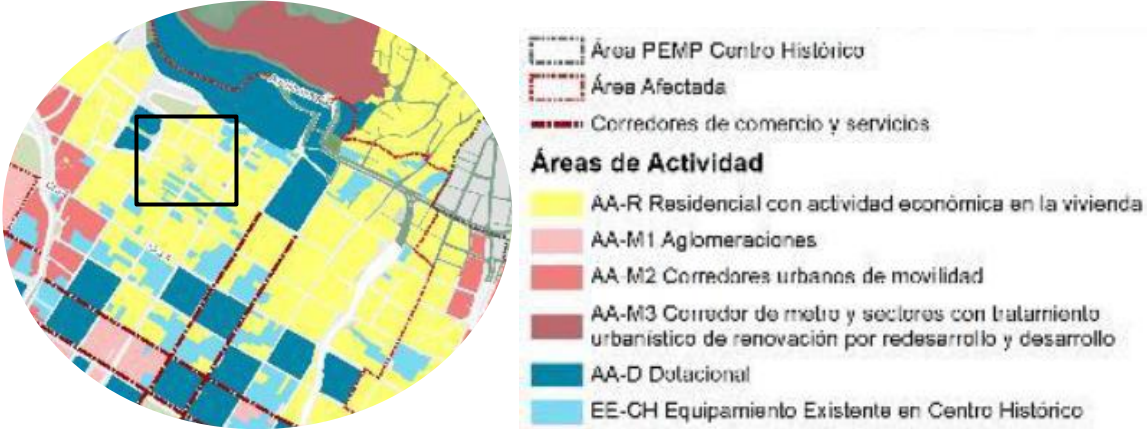 Área PEMP Centro Histórico
Área Afectada
Corredores de comercio y servicios
Áreas de Actividad
AA-R Residencial con actividad económica en la vivienda
AA-M1 Aglomeraciones
AA-M2 Corredores urbanos de movilidad
AA-M3 Corredor de metro y sectores con tratamiento
urbanístico de renovación por redesarrollo y desarrollo
AA-D Dotacional
EE-CH Equipamiento Existente en Centro Histórico